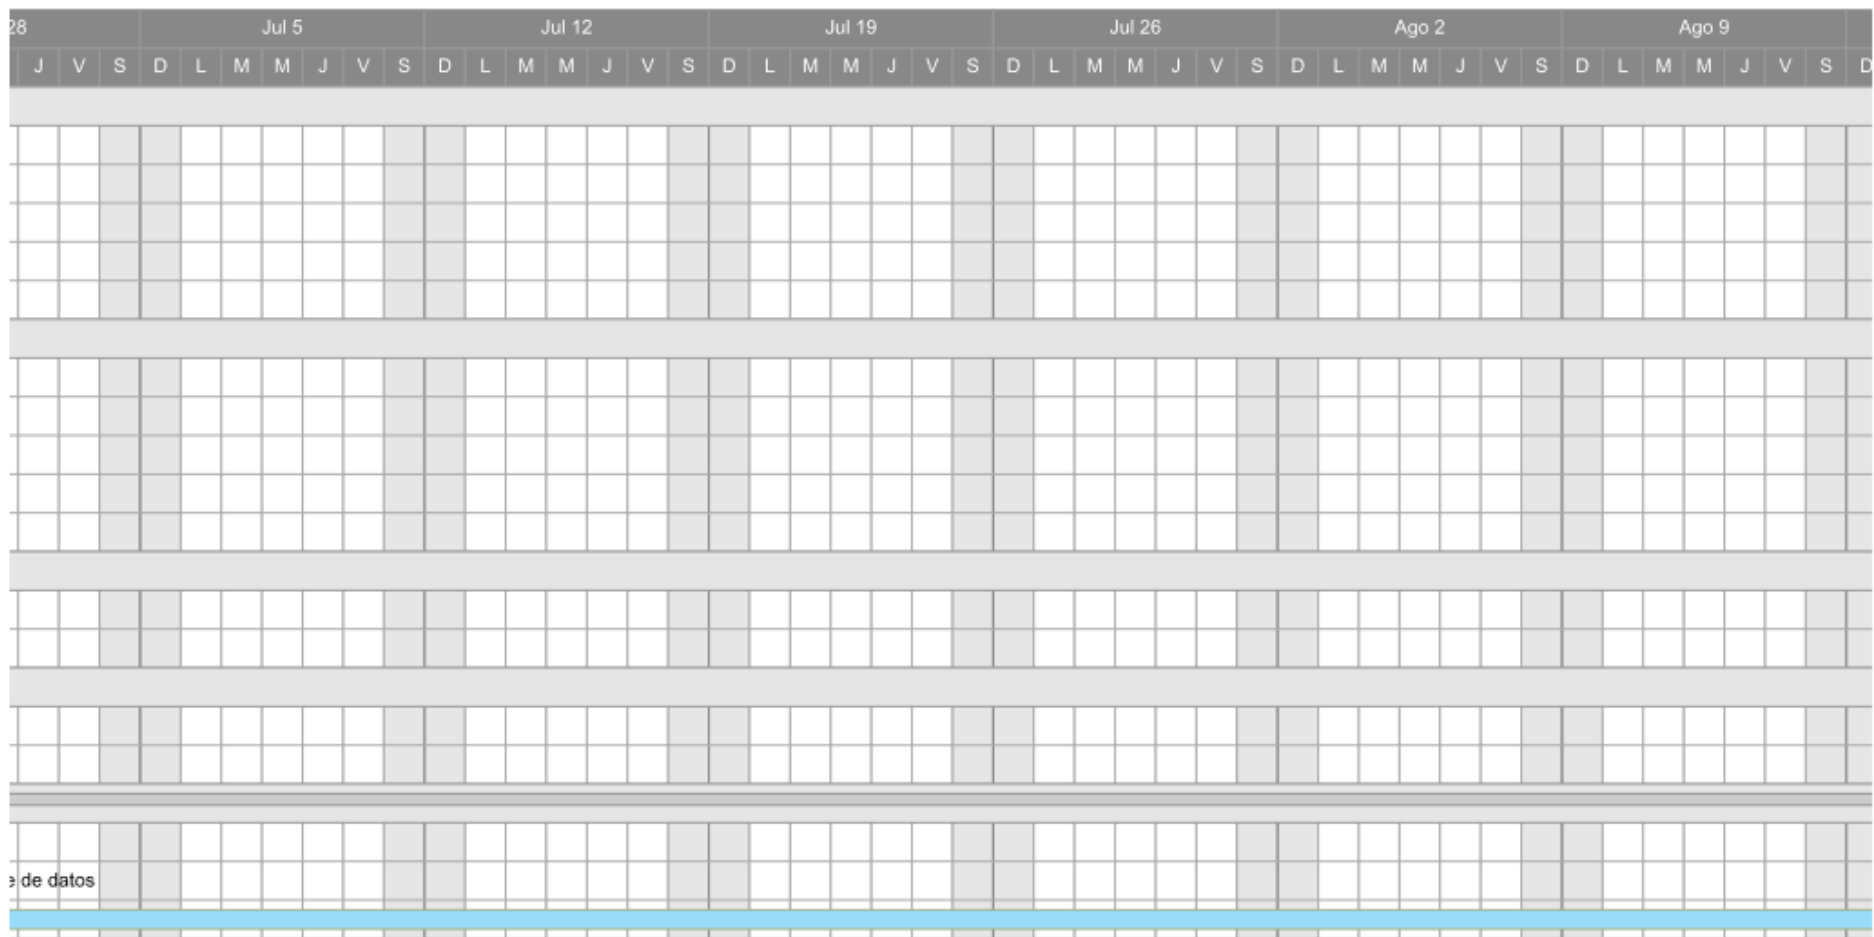 28 Jul 5 Jul 12 Jul 19 Jul 26 Ago 2 Ago 9
J V S D L M M J V S D L M M J V S D L M M J V S D L M M J V S D L M M J V S D L M M J V S D
e de datos